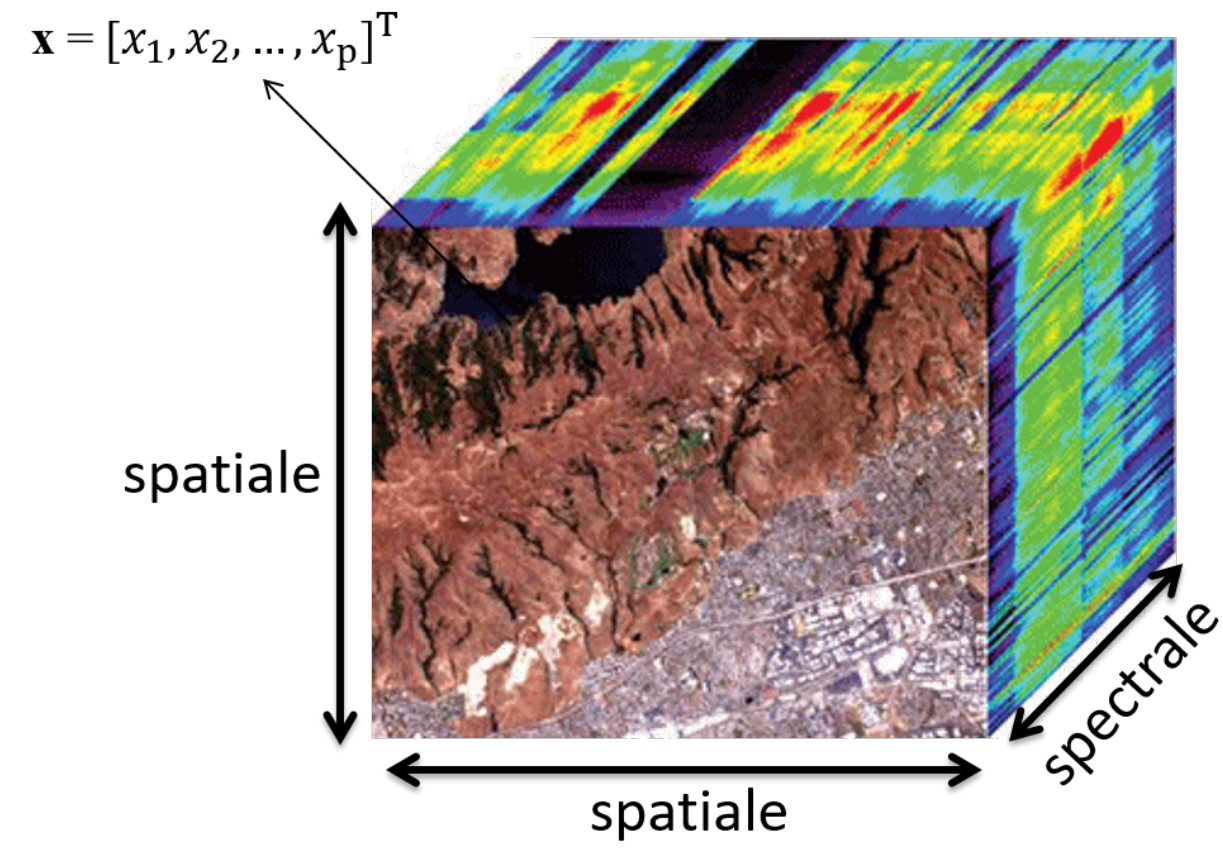 x = [x₁, x₂, …, xₚ]ᵀ
spatiale
spectrale
spatiale